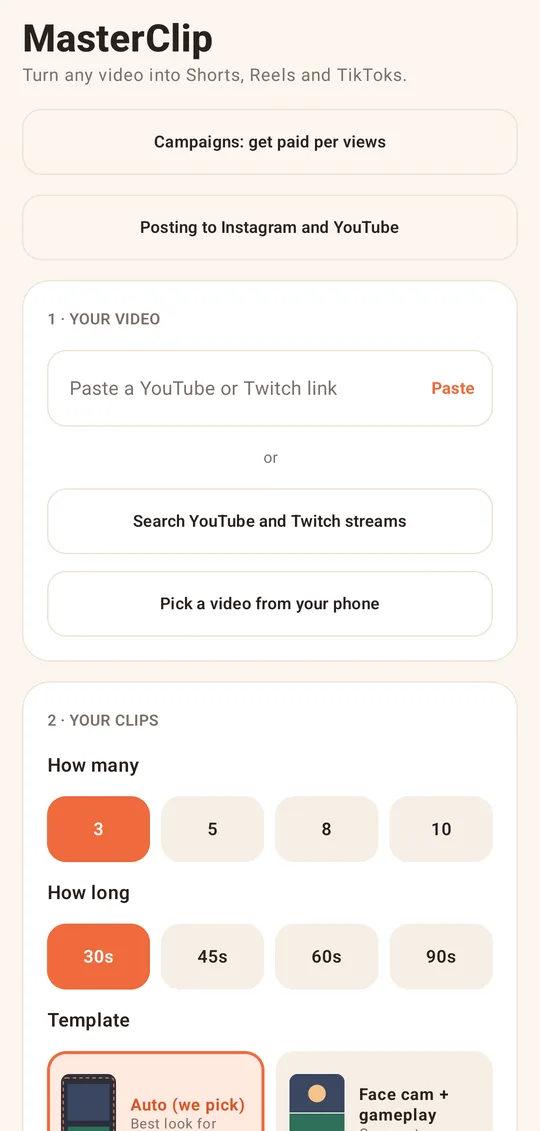 MasterClip
Turn any video into Shorts, Reels and TikToks.
Campaigns: get paid per views
Posting to Instagram and YouTube
1 · YOUR VIDEO
Paste a YouTube or Twitch link
Paste
or
Search YouTube and Twitch streams
Pick a video from your phone
2 · YOUR CLIPS
How many
3
5
8
10
How long
30s
45s
60s
90s
Template
Auto (we pick)
Best look for
Face cam +
gameplay